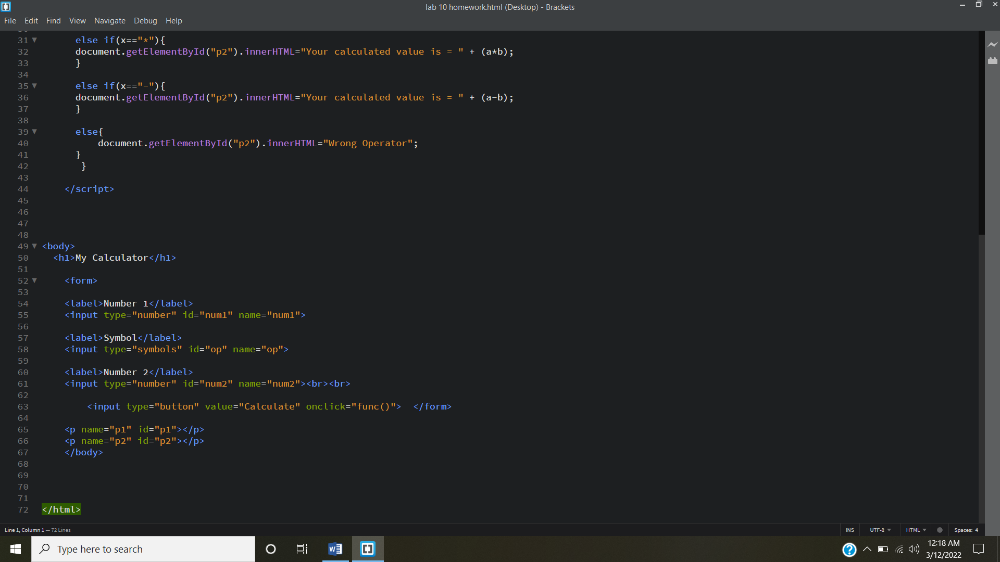 lab 10 homework.html (Desktop) - Brackets
File Edit Find View Navigate Debug Help
31 else if(x=="*"){
32 document.getElementById("p2").innerHTML="Your calculated value is = " + (a*b);
33 }
34
35 else if(x=="-"){
36 document.getElementById("p2").innerHTML="Your calculated value is = " + (a-b);
37 }
38
39 else{
40 document.getElementById("p2").innerHTML="Wrong Operator";
41 }
42 }
43
44 </script>
45
46
47
48
49 <body>
50 <h1>My Calculator</h1>
51
52 <form>
53
54 <label>Number 1</label>
55 <input type="number" id="num1" name="num1">
56
57 <label>Symbol</label>
58 <input type="symbols" id="op" name="op">
59
60 <label>Number 2</label>
61 <input type="number" id="num2" name="num2"><br><br>
62
63 <input type="button" value="Calculate" onclick="func()">  </form>
64
65 <p name="p1" id="p1"></p>
66 <p name="p2" id="p2"></p>
67 </body>
68
69
70
71
72 </html>
Line 1, Column 1 — 72 Lines
INS UTF-8 HTML Spaces: 4
Type here to search
12:18 AM
3/12/2022